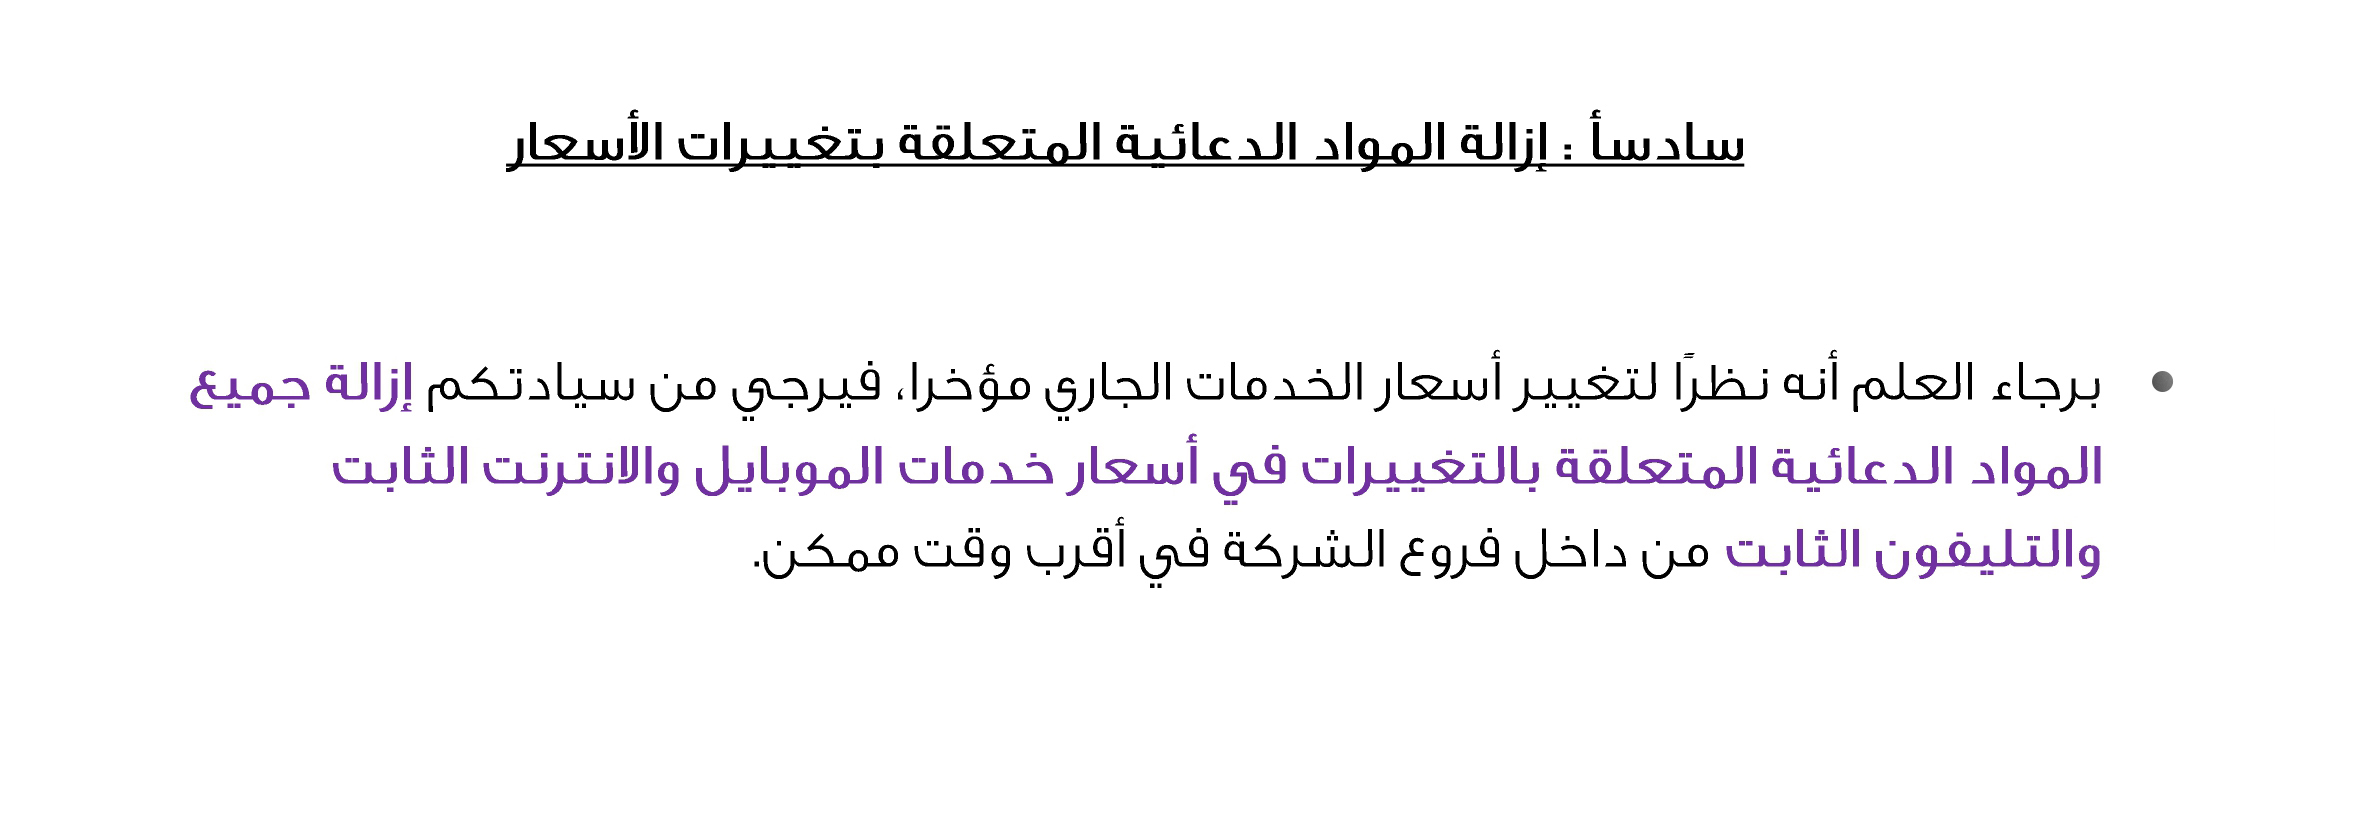 سادسأ : إزالة المواد الدعائية المتعلقة بتغييرات الأسعار
• برجاء العلم أنه نظرًا لتغيير أسعار الخدمات الجاري مؤخرا، فيرجي من سيادتكم إزالة جميع
المواد الدعائية المتعلقة بالتغييرات في أسعار خدمات الموبايل والانترنت الثابت
والتليفون الثابت من داخل فروع الشركة في أقرب وقت ممكن.